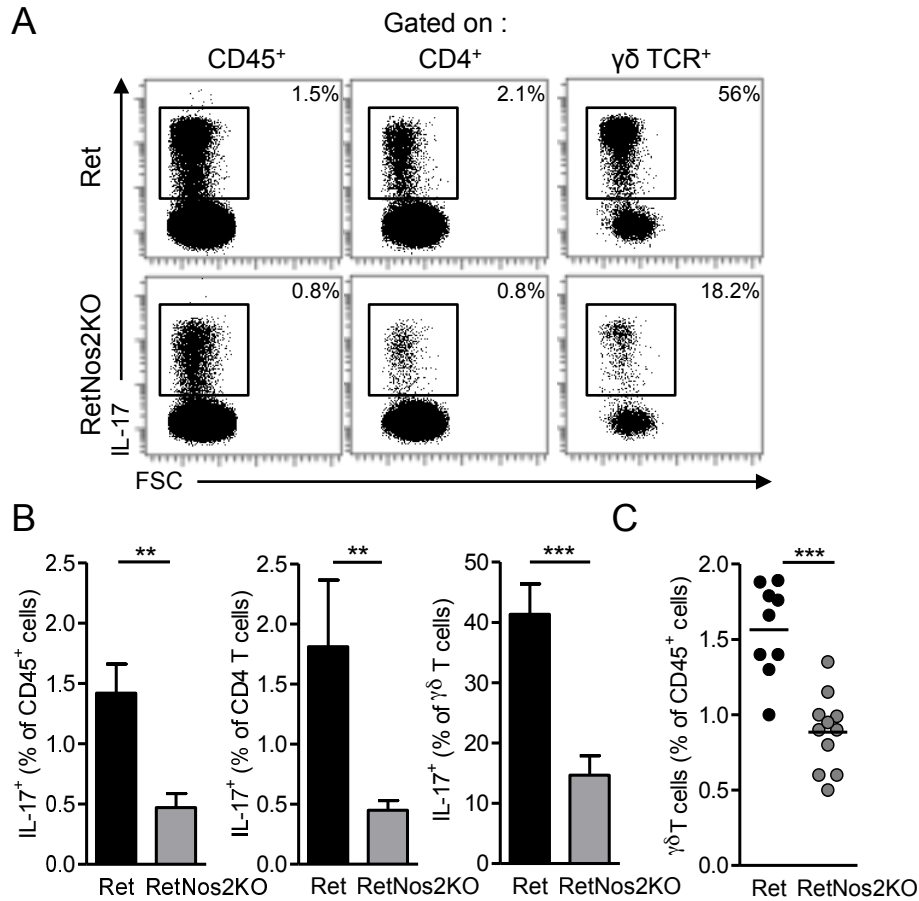 A
Gated on :
CD45⁺ CD4⁺ γδ TCR⁺
Ret
1.5% 2.1% 56%
RetNos2KO
0.8% 0.8% 18.2%
IL-17
FSC
B
IL-17⁺ (% of CD45⁺ cells)
2.5
2.0
1.5
1.0
0.5
0.0
**
Ret RetNos2KO
IL-17⁺ (% of CD4 T cells)
2.5
2.0
1.5
1.0
0.5
0.0
**
Ret RetNos2KO
IL-17⁺ (% of γδ T cells)
50
40
30
20
10
0
***
Ret RetNos2KO
C
γδT cells (% of CD45⁺ cells)
2.0
1.5
1.0
0.5
0.0
***
Ret RetNos2KO